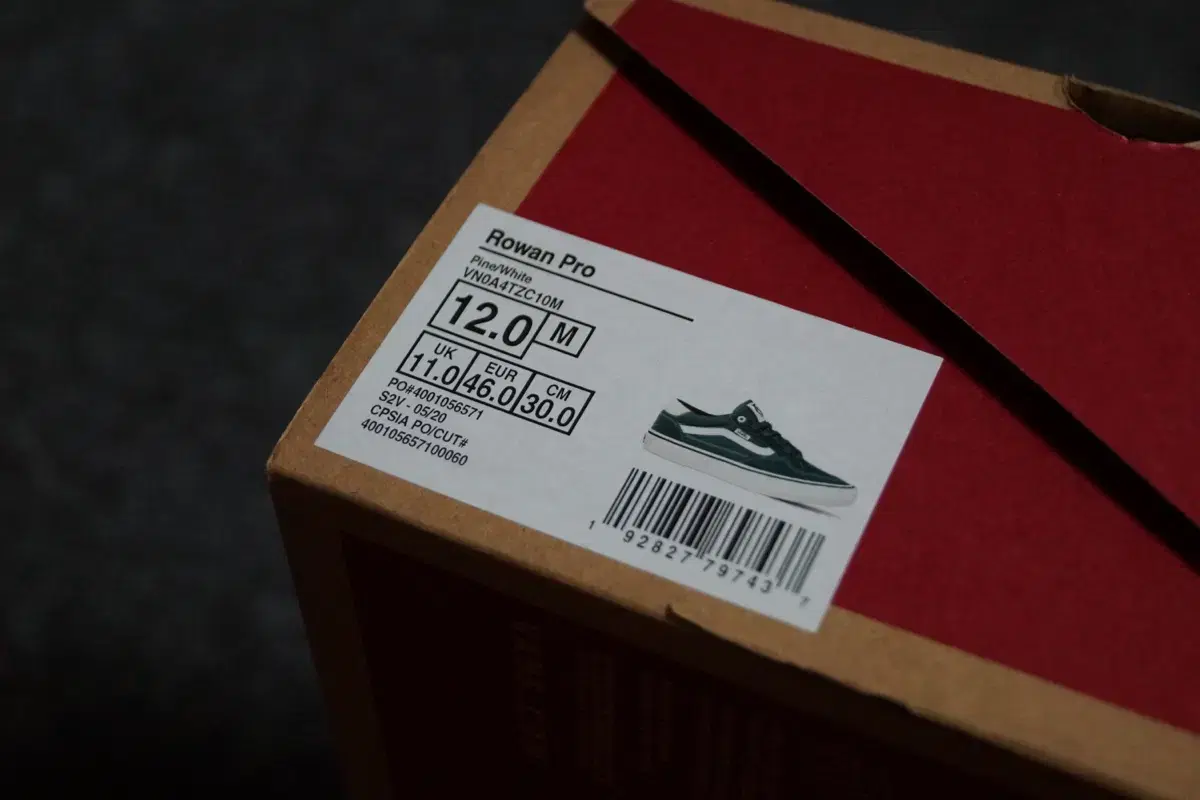 Rowan Pro
Pine/White
VN0A4TZC10M
12.0 M
UK EUR CM
11.0 46.0 30.0
PO#4001056571
S2V - 05/20
CPSIA PO/CUT#
400105657100060
1 92827 79743 7